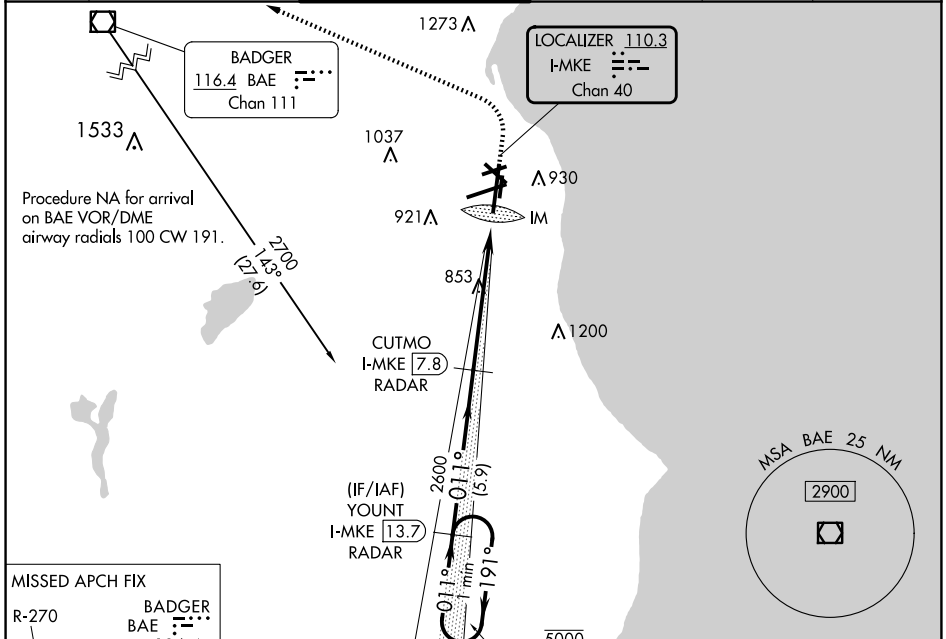 1273
LOCALIZER 110.3
I-MKE
Chan 40
BADGER
116.4 BAE
Chan 111
1533
1037
930
Procedure NA for arrival
on BAE VOR/DME
airway radials 100 CW 191.
921
IM
2700
143°
(27.6)
853
1200
CUTMO
I-MKE 7.8
RADAR
MSA BAE 25 NM
2900
2600
011°
(5.9)
(IF/IAF)
YOUNT
I-MKE 13.7
RADAR
011°
1 min
191°
MISSED APCH FIX
R-270
BADGER
BAE
5000